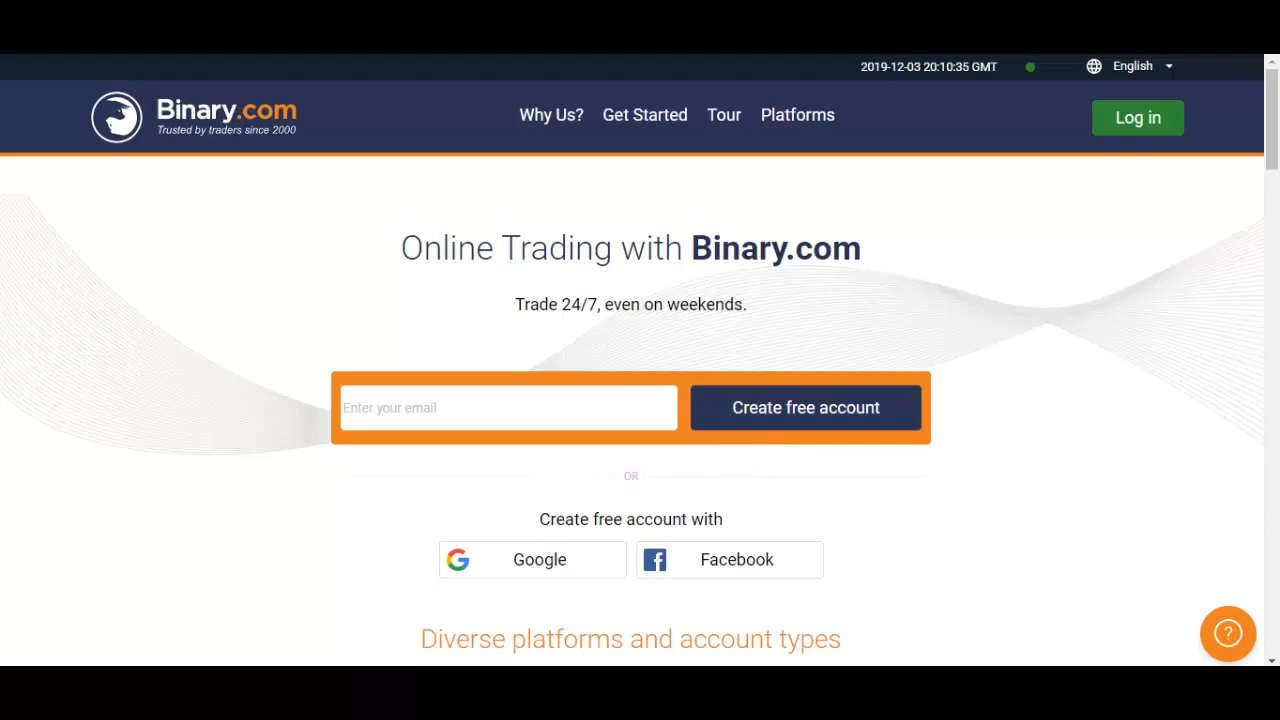 2019-12-03 20:10:35 GMT English
Binary.com
Trusted by traders since 2000
Why Us? Get Started Tour Platforms
Log in
Online Trading with Binary.com
Trade 24/7, even on weekends.
Enter your email Create free account
OR
Create free account with
Google Facebook
Diverse platforms and account types
?